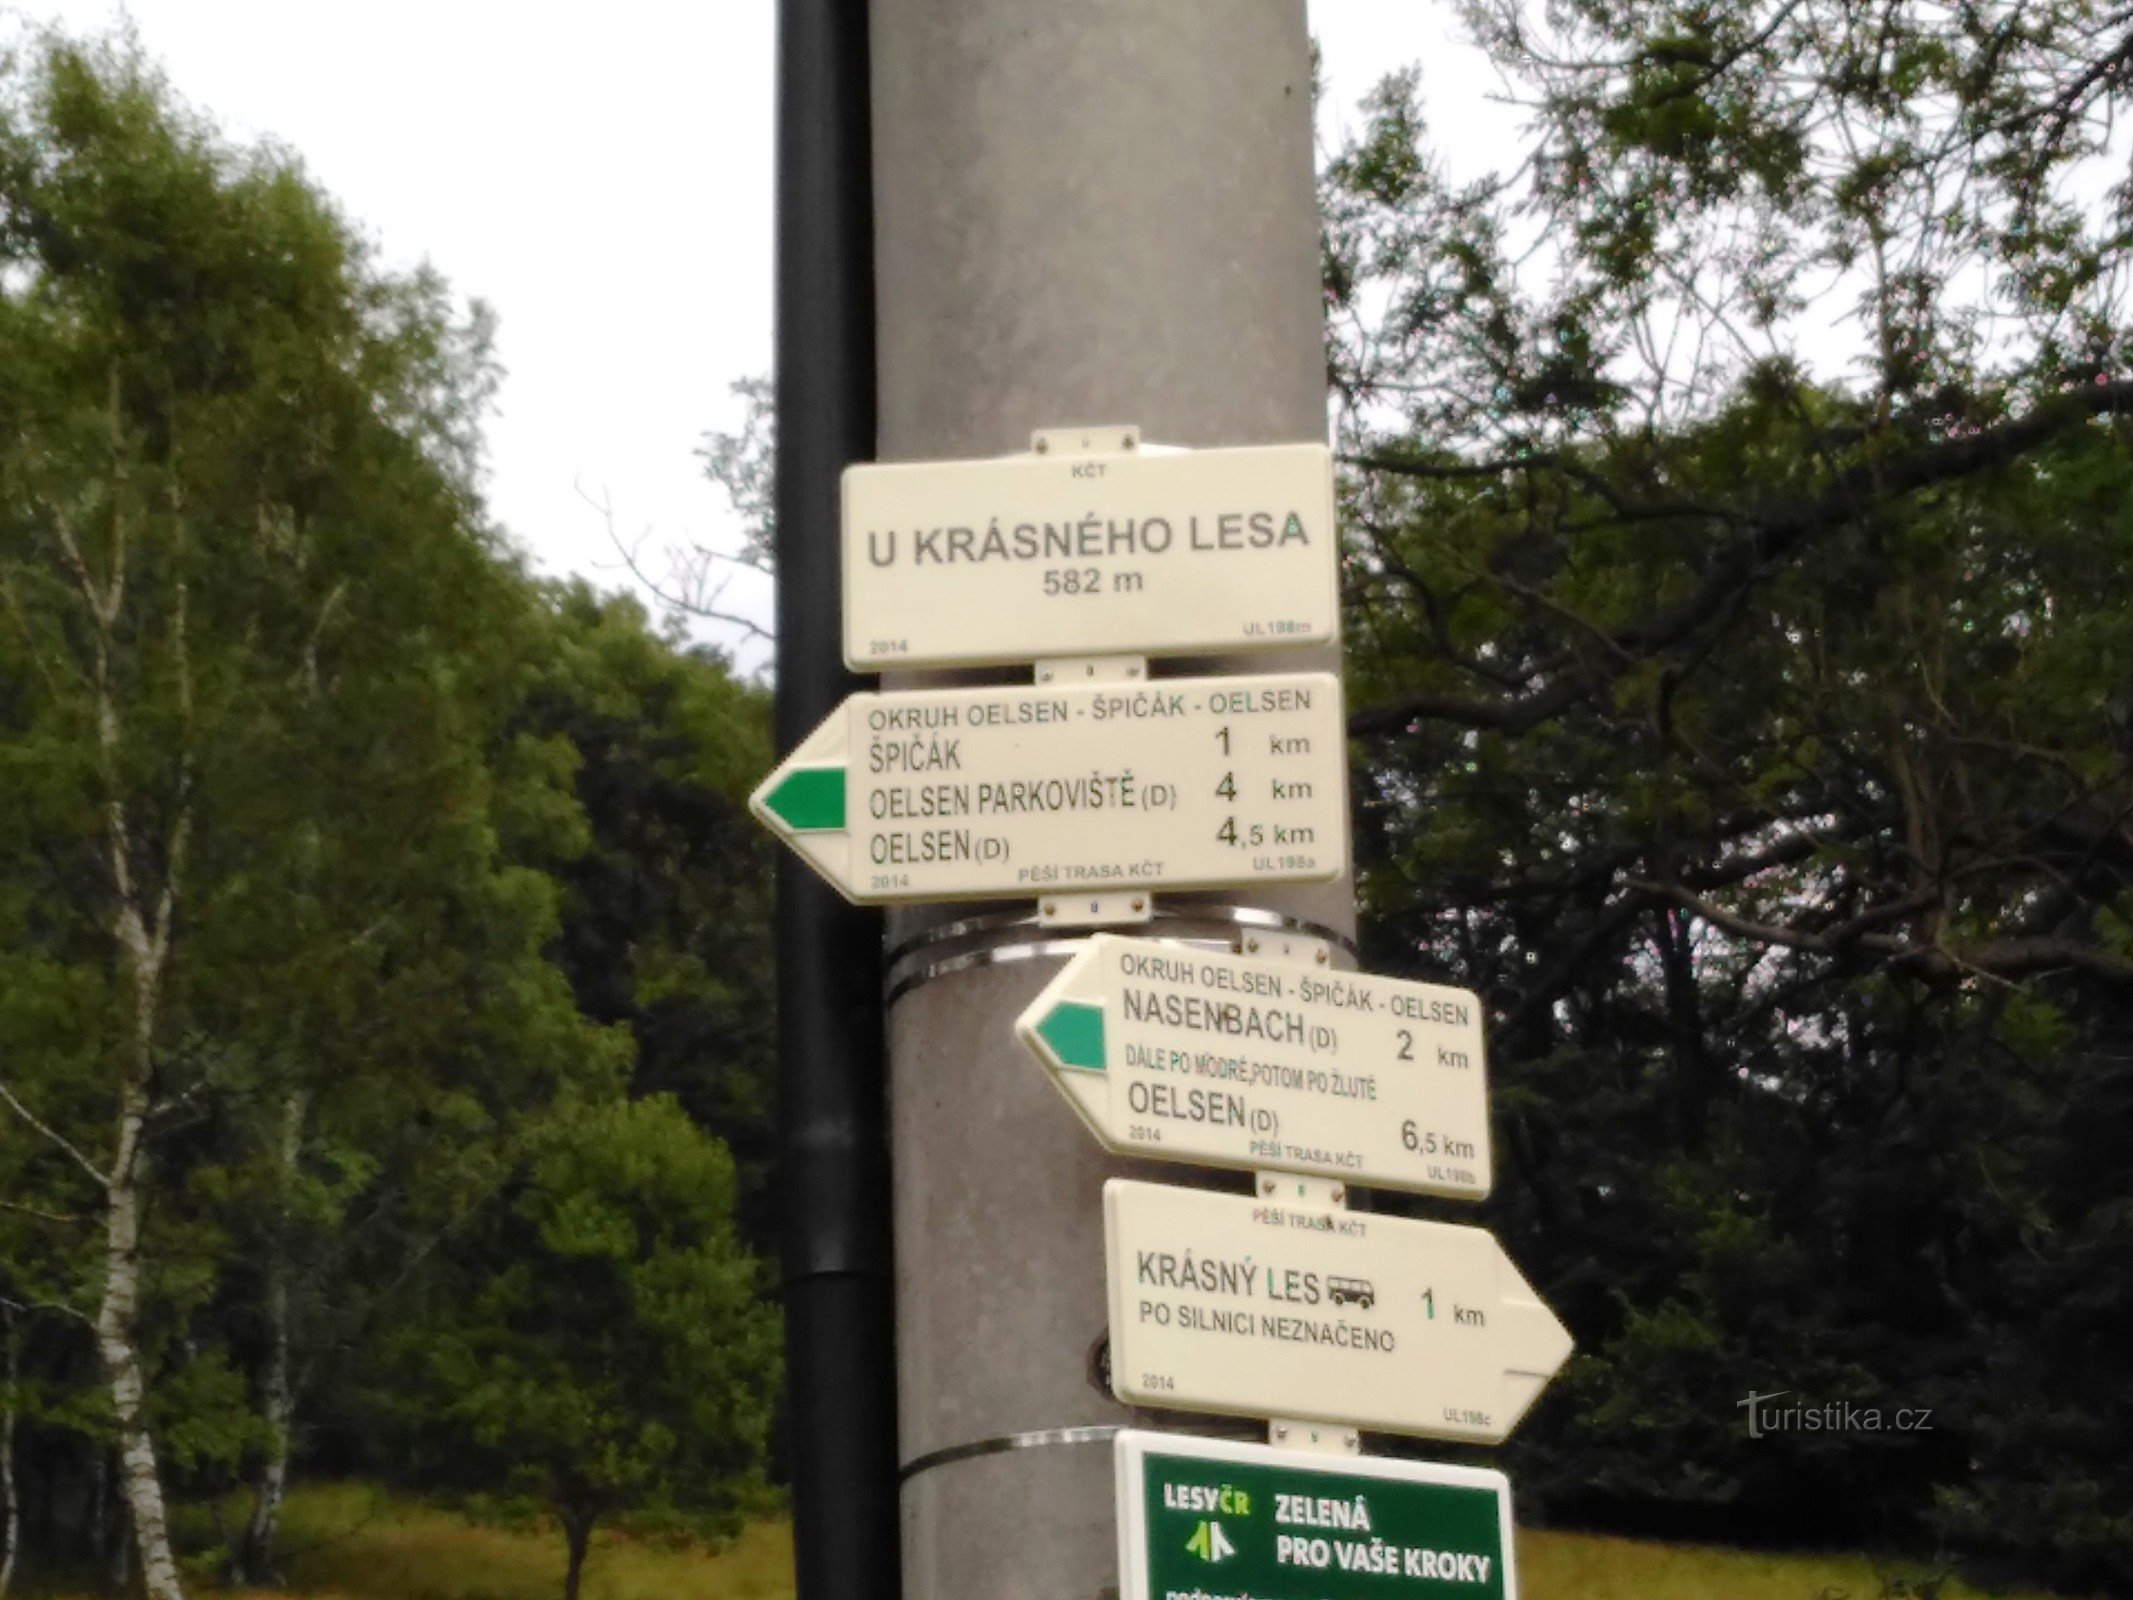 KČT
U KRÁSNÉHO LESA
582 m
2014 UL198m
OKRUH OELSEN - ŠPIČÁK - OELSEN
ŠPIČÁK 1 km
OELSEN PARKOVIŠTĚ (D) 4 km
OELSEN (D) 4,5 km
2014 PĚŠÍ TRASA KČT UL198a
OKRUH OELSEN - ŠPIČÁK - OELSEN
NASENBACH (D) 2 km
DÁLE PO MODRÉ, POTOM PO ŽLUTÉ
OELSEN (D) 6,5 km
2014 PĚŠÍ TRASA KČT UL198b
PĚŠÍ TRASA KČT
KRÁSNÝ LES 1 km
PO SILNICI NEZNAČENO
2014 UL198c
LESYČR ZELENÁ
PRO VAŠE KROKY
Turistika.cz